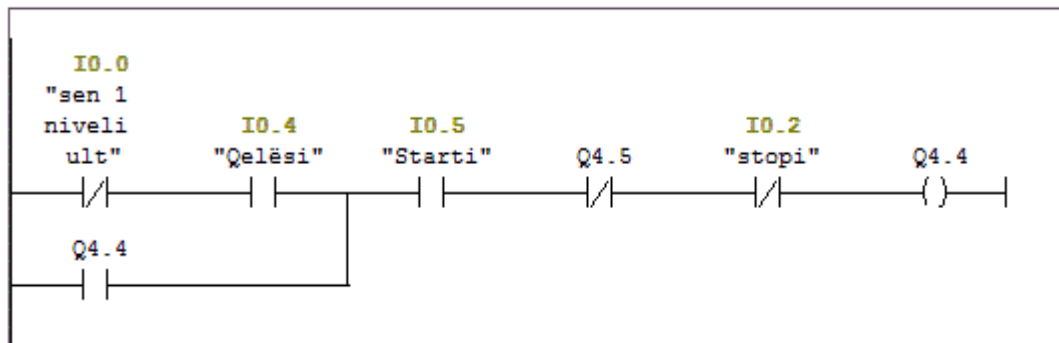 I0.0
"sen 1
niveli
ult"
I0.4
"Qelësi"
I0.5
"Starti"
Q4.5
I0.2
"stopi"
Q4.4
Q4.4